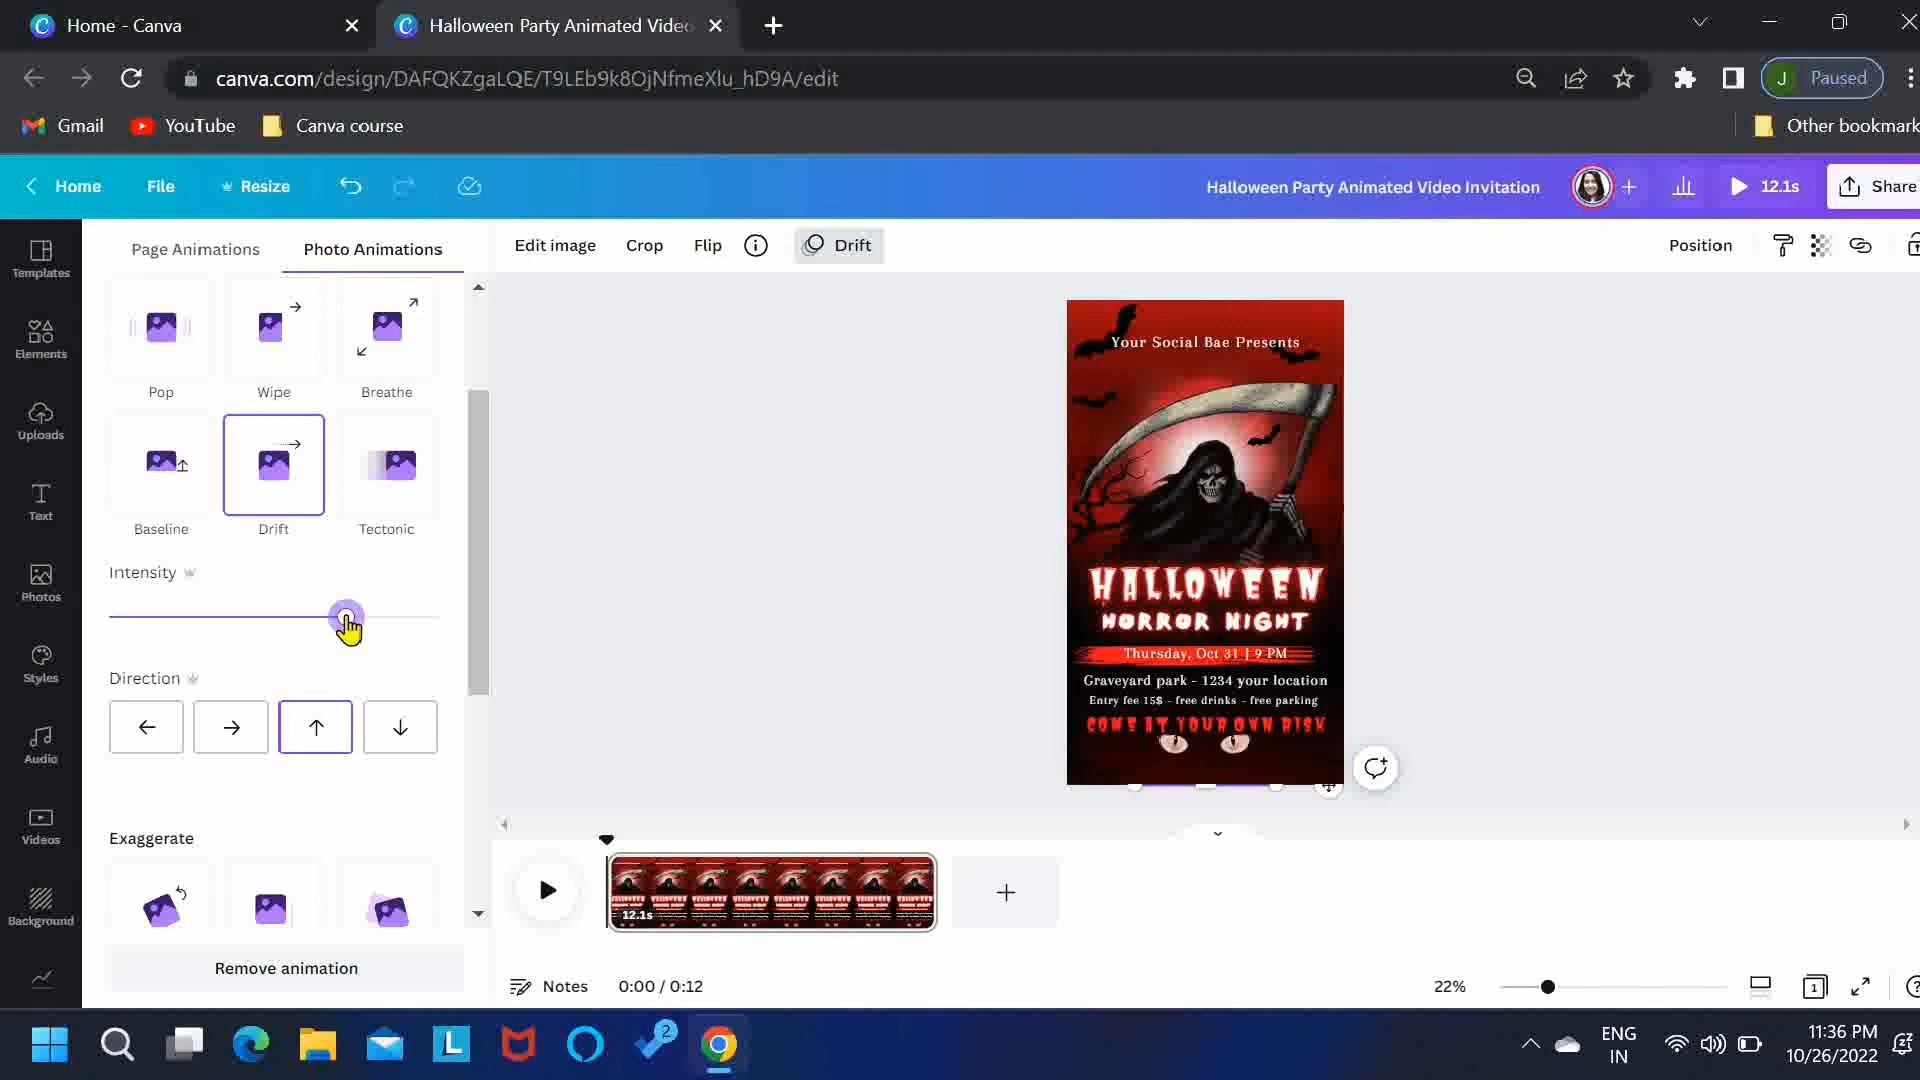 Home - Canva
Halloween Party Animated Video
canva.com/design/DAFQKZgaLQE/T9LEb9k8OjNfmeXlu_hD9A/edit
J Paused
Gmail
YouTube
Canva course
Other bookmark
Home
File
Resize
Halloween Party Animated Video Invitation
12.1s
Share
Page Animations
Photo Animations
Edit image
Crop
Flip
Drift
Position
Templates
Elements
Uploads
Text
Photos
Styles
Audio
Videos
Background
Pop
Wipe
Breathe
Baseline
Drift
Tectonic
Intensity
Direction
Exaggerate
Remove animation
Your Social Bae Presents
HALLOWEEN
HORROR NIGHT
Thursday, Oct 31 | 9 PM
Graveyard park - 1234 your location
Entry fee 15$ - free drinks - free parking
COME AT YOUR OWN RISK
12.1s
Notes
0:00 / 0:12
22%
1
2
ENG
IN
11:36 PM
10/26/2022